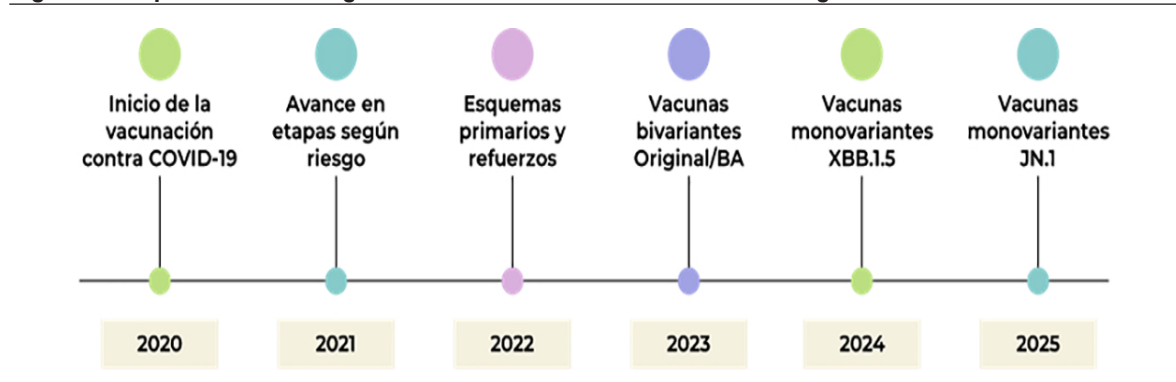 Inicio de la
vacunación
contra COVID-19
Avance en
etapas según
riesgo
Esquemas
primarios y
refuerzos
Vacunas
bivariantes
Original/BA
Vacunas
monovariantes
XBB.1.5
Vacunas
monovariantes
JN.1
2020
2021
2022
2023
2024
2025